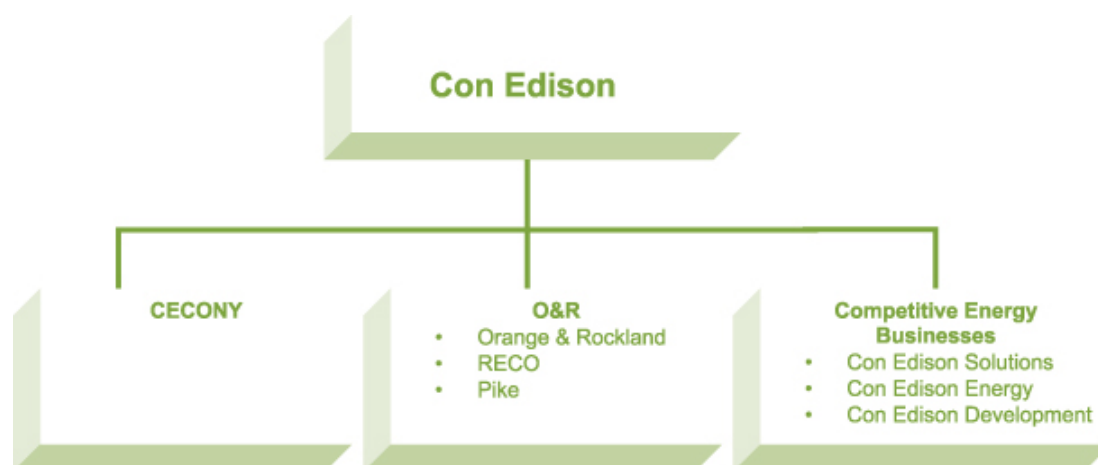 Con Edison
CECONY
O&R
• Orange & Rockland
• RECO
• Pike
Competitive Energy
Businesses
• Con Edison Solutions
• Con Edison Energy
• Con Edison Development